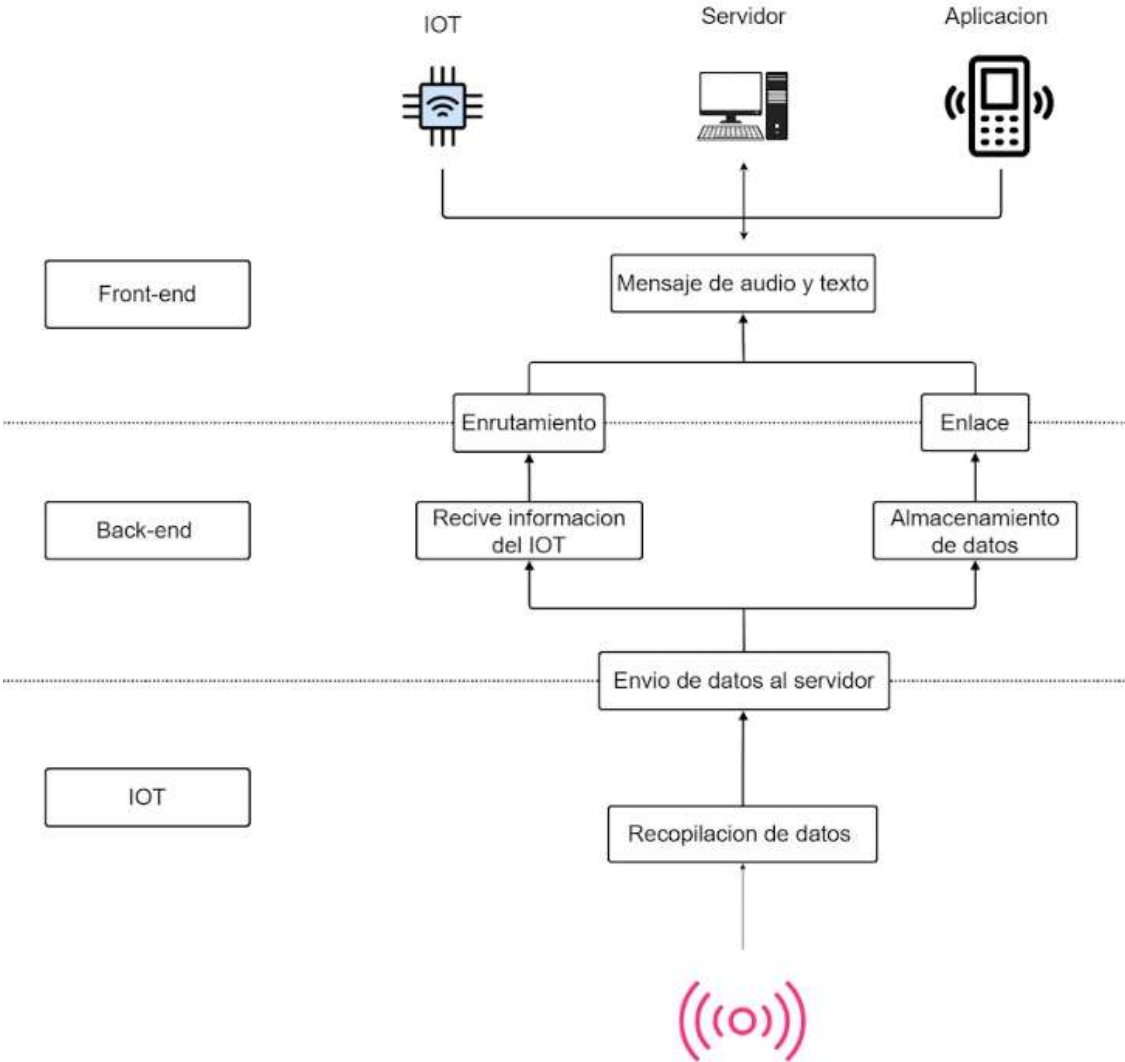 IOT
Servidor
Aplicacion
Front-end
Mensaje de audio y texto
Enrutamiento
Enlace
Back-end
Recive informacion
del IOT
Almacenamiento
de datos
Envio de datos al servidor
IOT
Recopilacion de datos